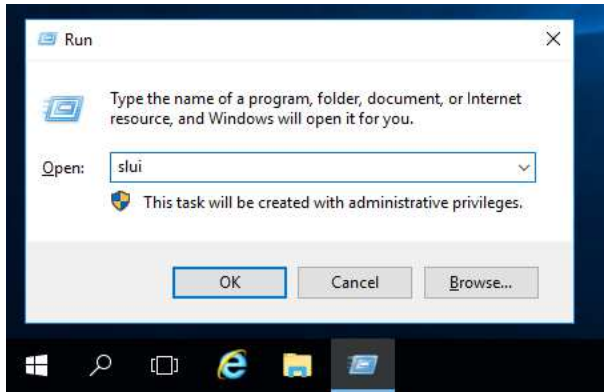 Run
Type the name of a program, folder, document, or Internet
resource, and Windows will open it for you.
Open: slui
This task will be created with administrative privileges.
OK Cancel Browse...